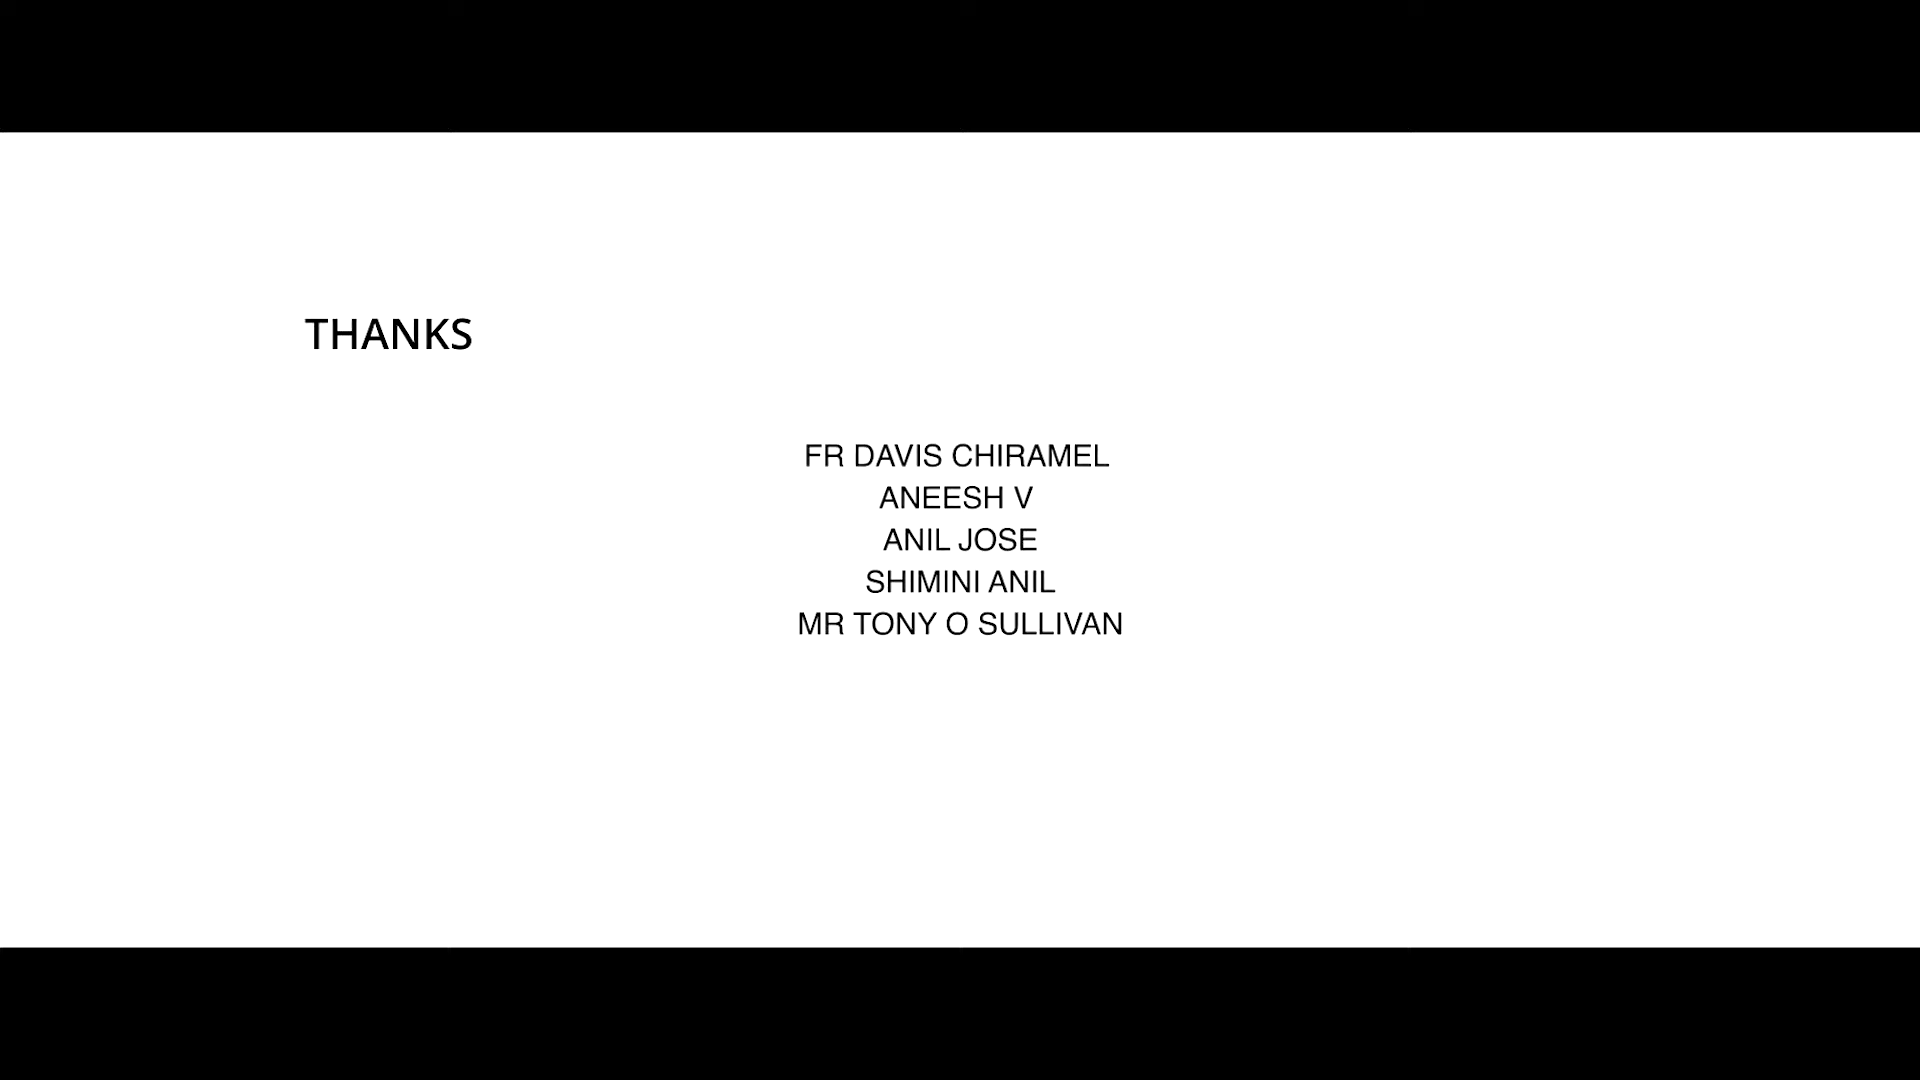 THANKS
FR DAVIS CHIRAMEL
ANEESH V
ANIL JOSE
SHIMINI ANIL
MR TONY O SULLIVAN